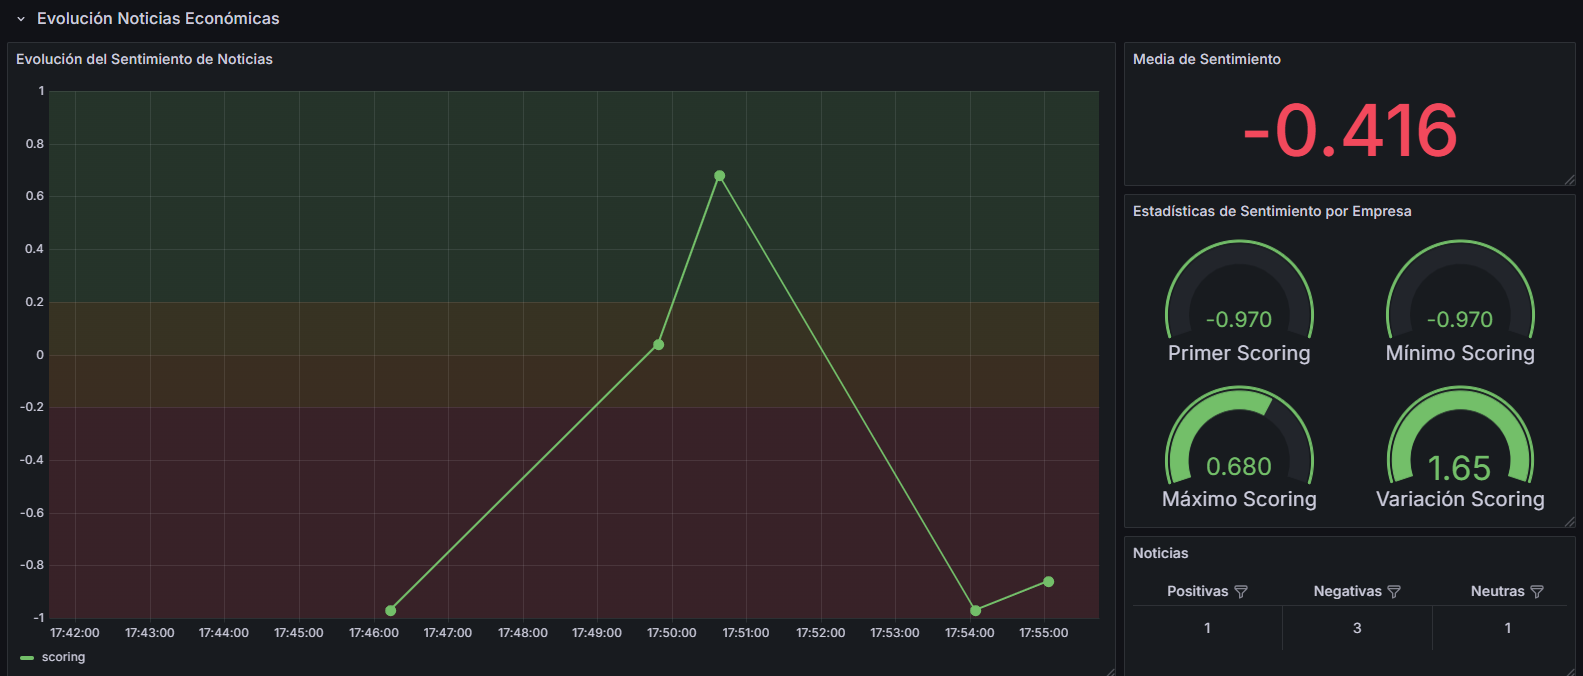 Evolución Noticias Económicas
Evolución del Sentimiento de Noticias
1
0.8
0.6
0.4
0.2
0
-0.2
-0.4
-0.6
-0.8
-1
17:42:00 17:43:00 17:44:00 17:45:00 17:46:00 17:47:00 17:48:00 17:49:00 17:50:00 17:51:00 17:52:00 17:53:00 17:54:00 17:55:00
scoring
Media de Sentimiento
-0.416
Estadísticas de Sentimiento por Empresa
-0.970 -0.970
Primer Scoring Mínimo Scoring
0.680 1.65
Máximo Scoring Variación Scoring
Noticias
Positivas Negativas Neutras
1 3 1